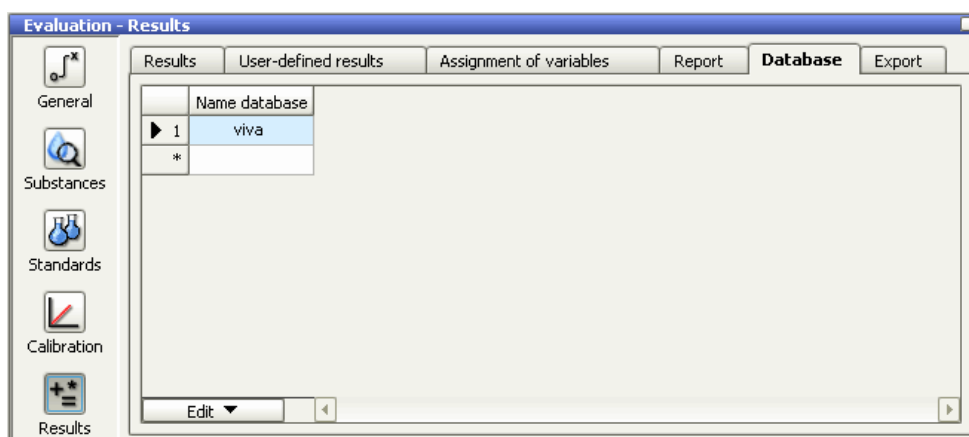 Evaluation - Results
General
Substances
Standards
Calibration
Results
Results User-defined results Assignment of variables Report Database Export
Name database
1 viva
*
Edit